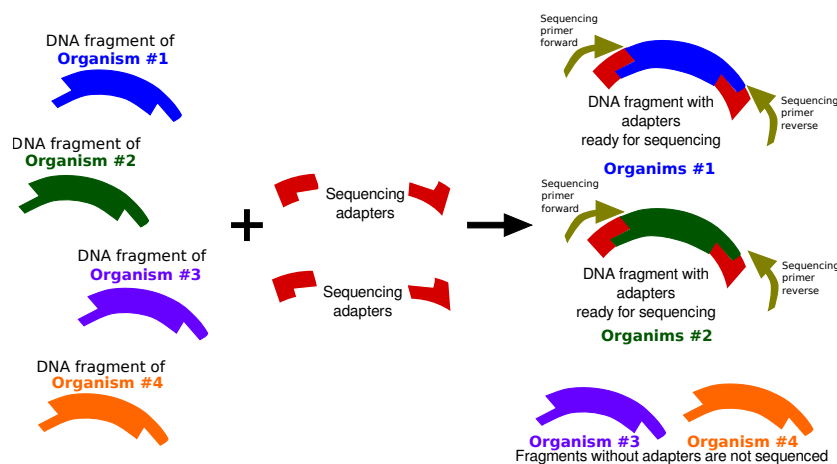 DNA fragment of
Organism #1
DNA fragment of
Organism #2
DNA fragment of
Organism #3
DNA fragment of
Organism #4
+
Sequencing
adapters
Sequencing
adapters
Sequencing
primer
forward
DNA fragment with
adapters
ready for sequencing
Sequencing
primer
reverse
Organims #1
Sequencing
primer
forward
DNA fragment with
adapters
ready for sequencing
Sequencing
primer
reverse
Organims #2
Organism #3
Organism #4
Fragments without adapters are not sequenced